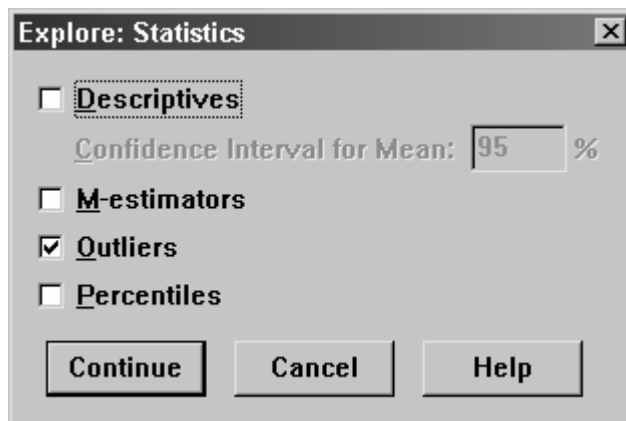 Explore: Statistics
Descriptives
Confidence Interval for Mean: 95 %
M-estimators
Outliers
Percentiles
Continue Cancel Help